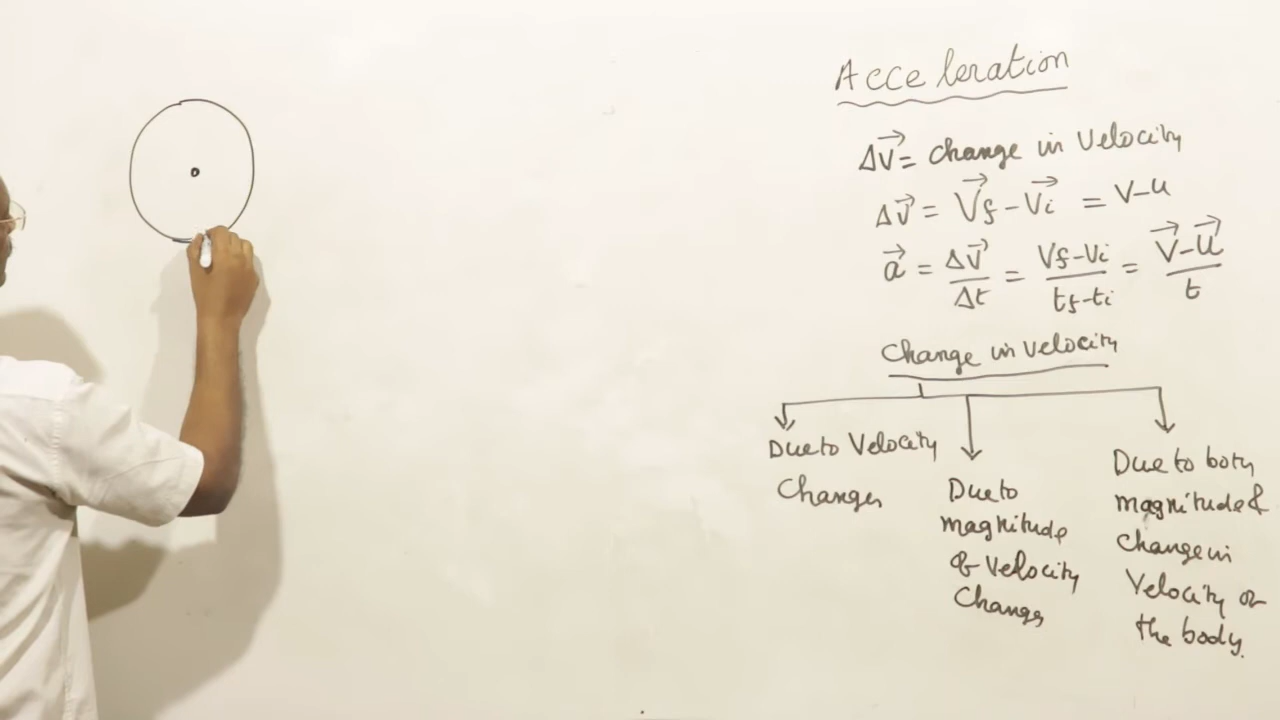 Acceleration
Δv⃗ = Change in Velocity
Δv⃗ = V⃗f - V⃗i = V-u
a⃗ = Δv⃗/Δt = Vf-Vi/tf-ti = V⃗-u⃗/t
Change in velocity
Due to Velocity
Changes
Due to
magnitude
of Velocity
Changes
Due to both
magnitude &
Change in
Velocity of
the body.